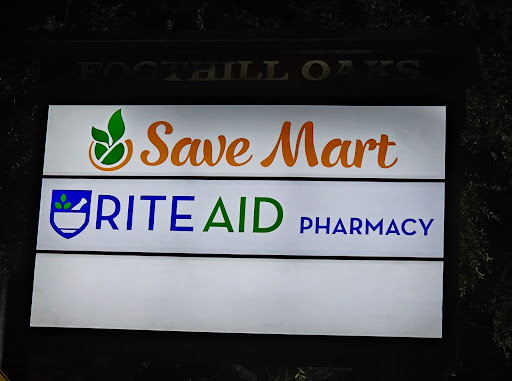 FOOTHILL OAKS
Save Mart
RITE AID PHARMACY